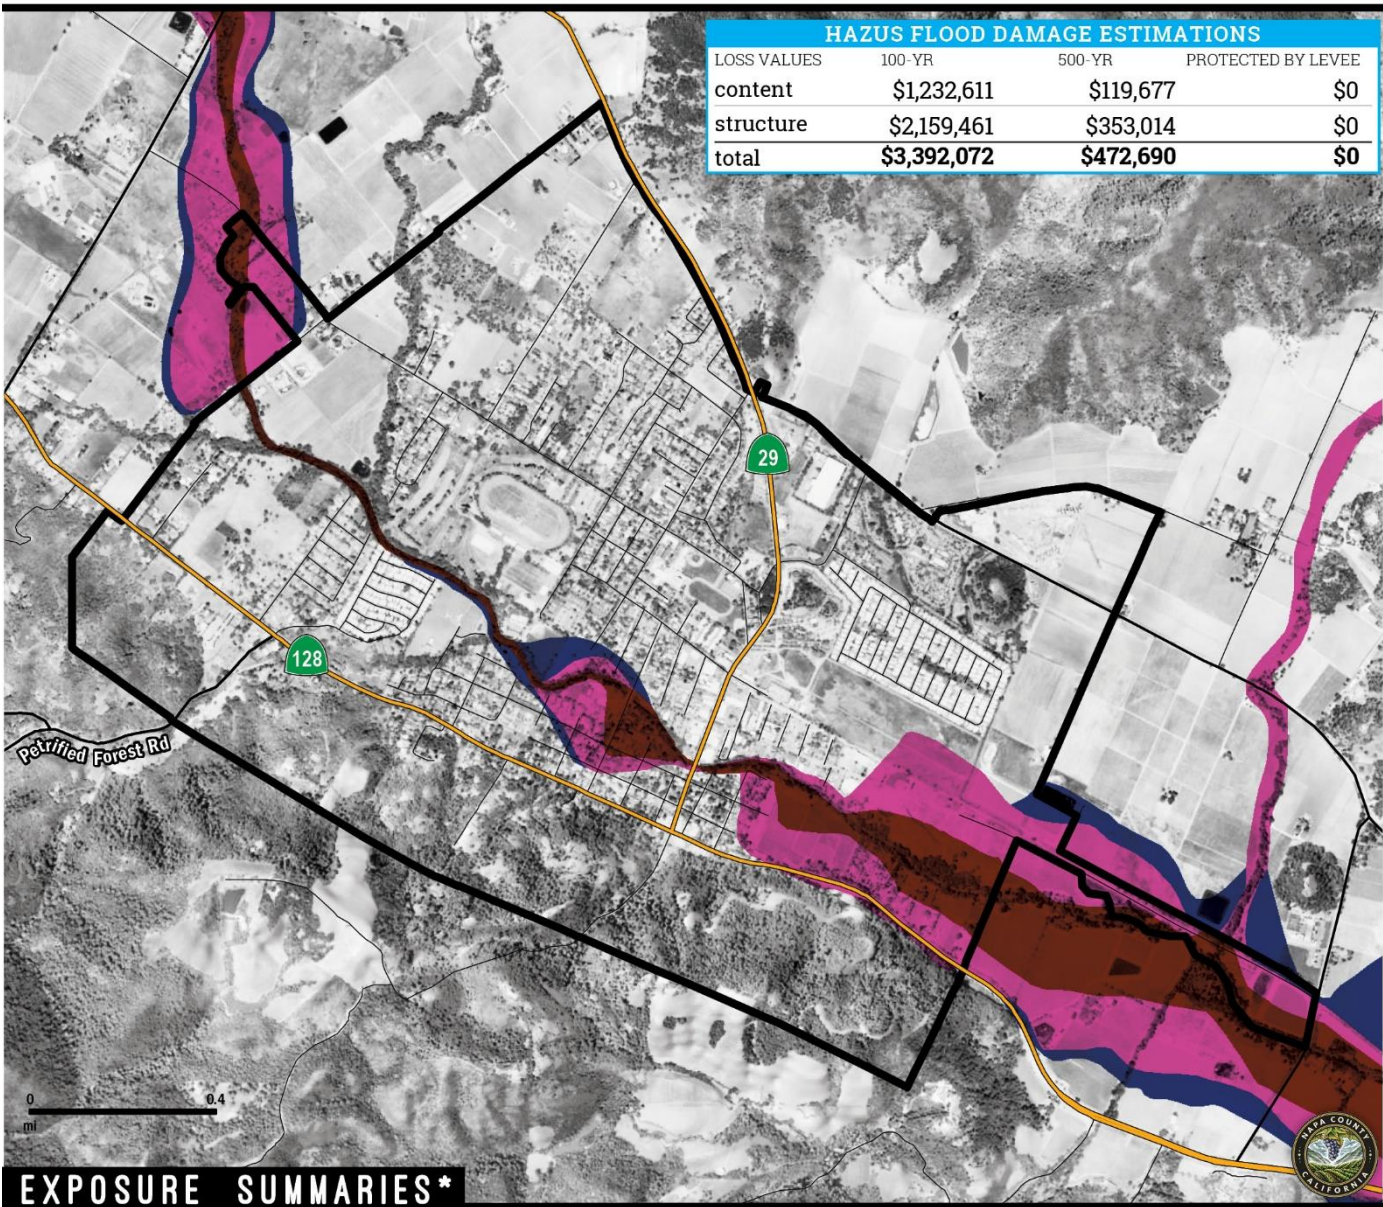 HAZUS FLOOD DAMAGE ESTIMATIONS
LOSS VALUES 100-YR 500-YR PROTECTED BY LEVEE
content $1,232,611 $119,677 $0
structure $2,159,461 $353,014 $0
total $3,392,072 $472,690 $0
29
128
Petrified Forest Rd
0 0.4
mi
NAPA COUNTY
CALIFORNIA
EXPOSURE SUMMARIES*